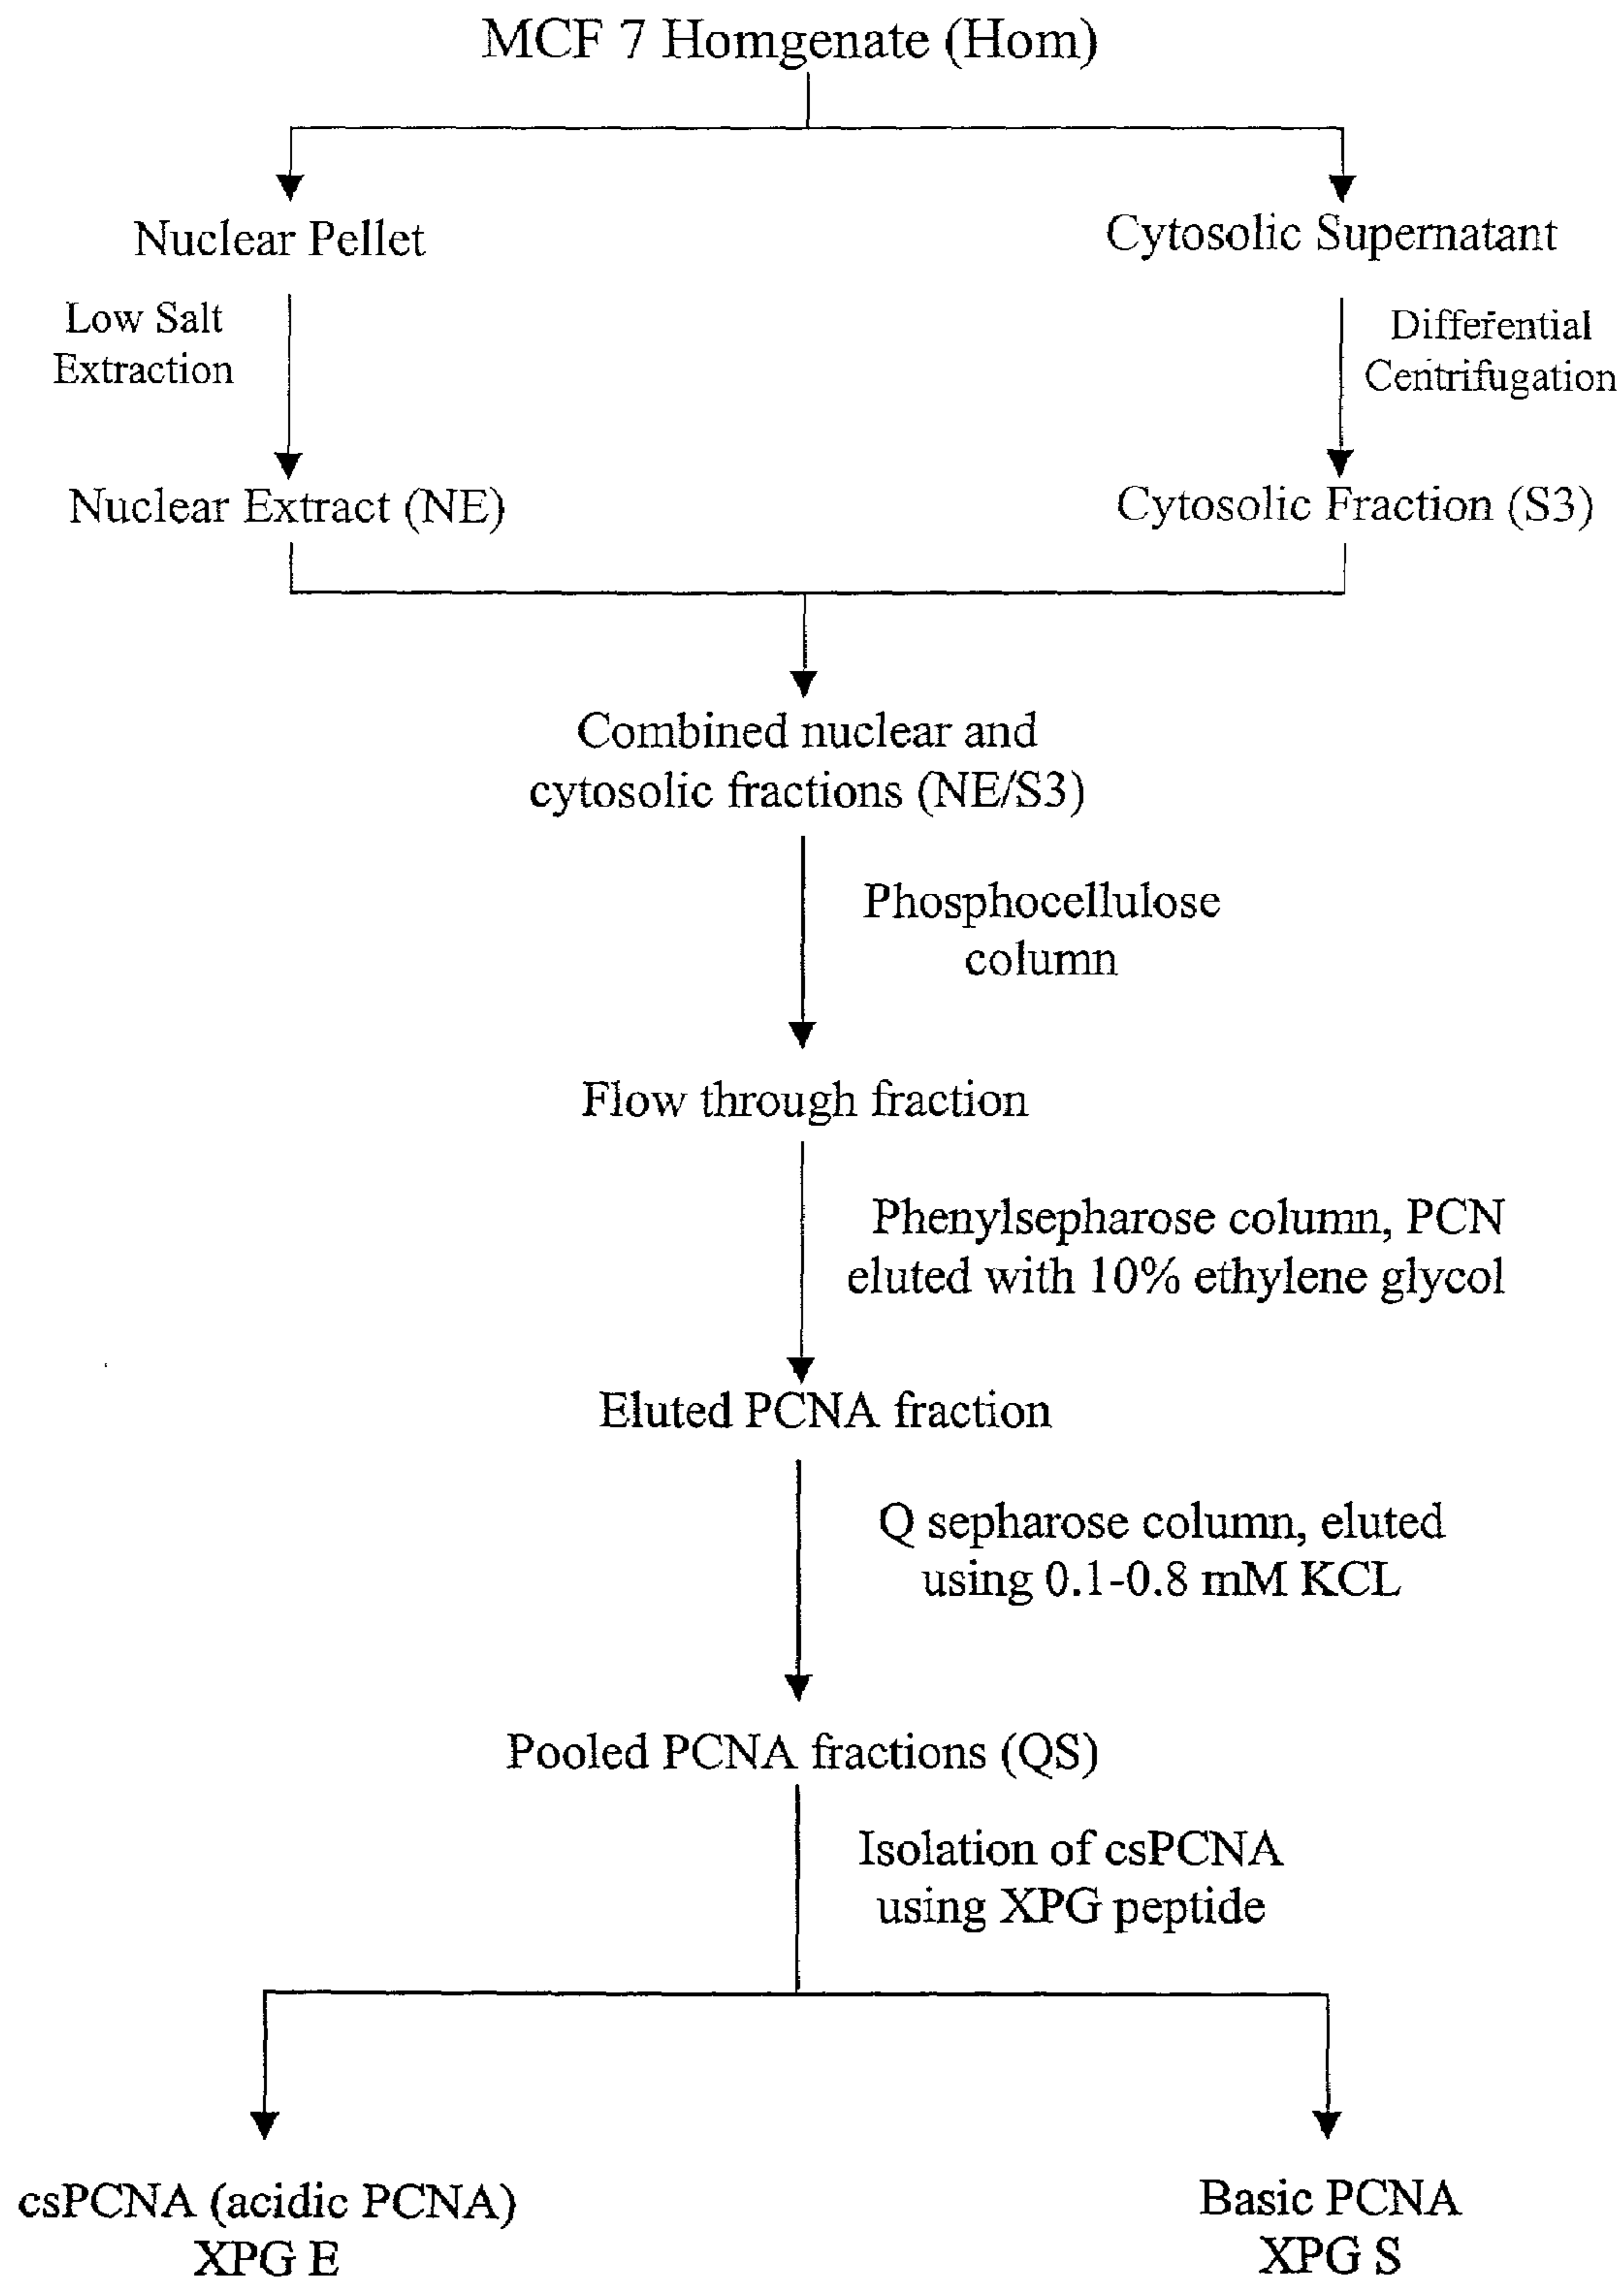 MCF 7 Homgenate (Hom)
Nuclear Pellet
Cytosolic Supernatant
Low Salt
Extraction
Differential
Centrifugation
Nuclear Extract (NE)
Cytosolic Fraction (S3)
Combined nuclear and
cytosolic fractions (NE/S3)
Phosphocellulose
column
Flow through fraction
Phenylsepharose column, PCN
eluted with 10% ethylene glycol
Eluted PCNA fraction
Q sepharose column, eluted
using 0.1-0.8 mM KCL
Pooled PCNA fractions (QS)
Isolation of csPCNA
using XPG peptide
csPCNA (acidic PCNA)
XPG E
Basic PCNA
XPG S